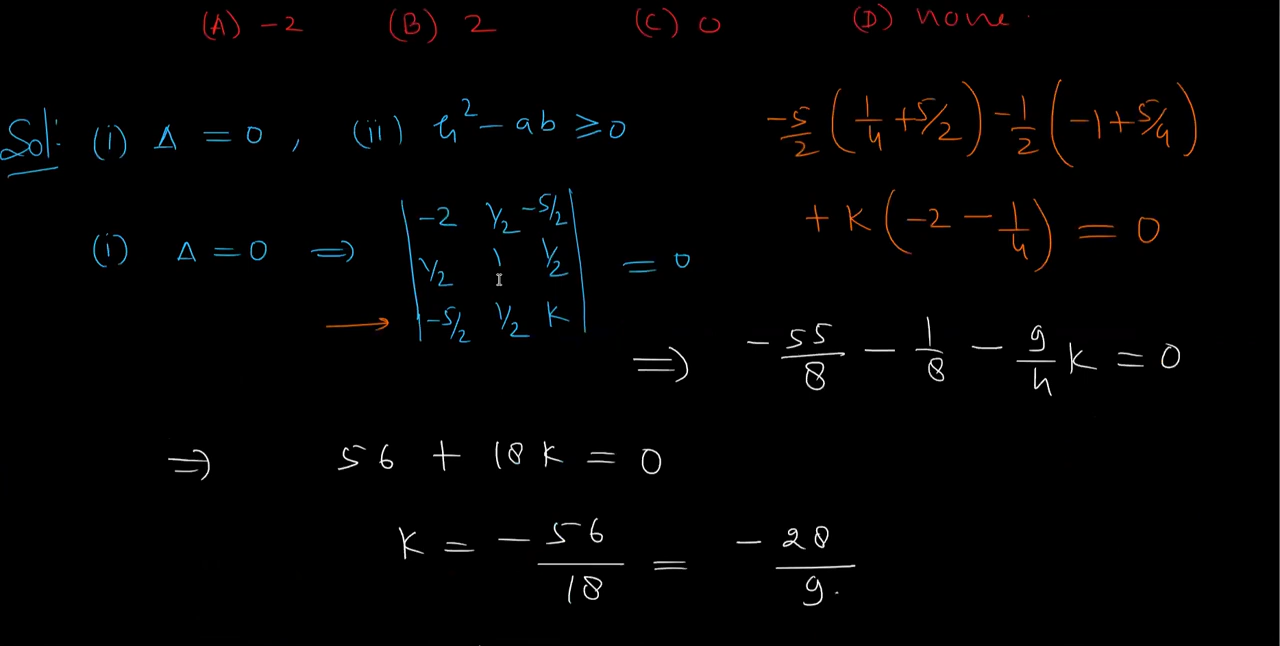 (A) -2 (B) 2 (C) 0 (D) none.
Sol: (i) Δ = 0, (ii) h² - ab ≥ 0
-5/2 (1/4 + 5/2) - 1/2 (-1 + 5/4)
+ K (-2 - 1/4) = 0
(i) Δ = 0 ⇒ | -2 1/2 -5/2 |
| 1/2 1 1/2 | = 0
→ | -5/2 1/2 K |
⇒ -55/8 - 1/8 - 9/4 K = 0
⇒ 56 + 18K = 0
K = -56/18 = -28/9.